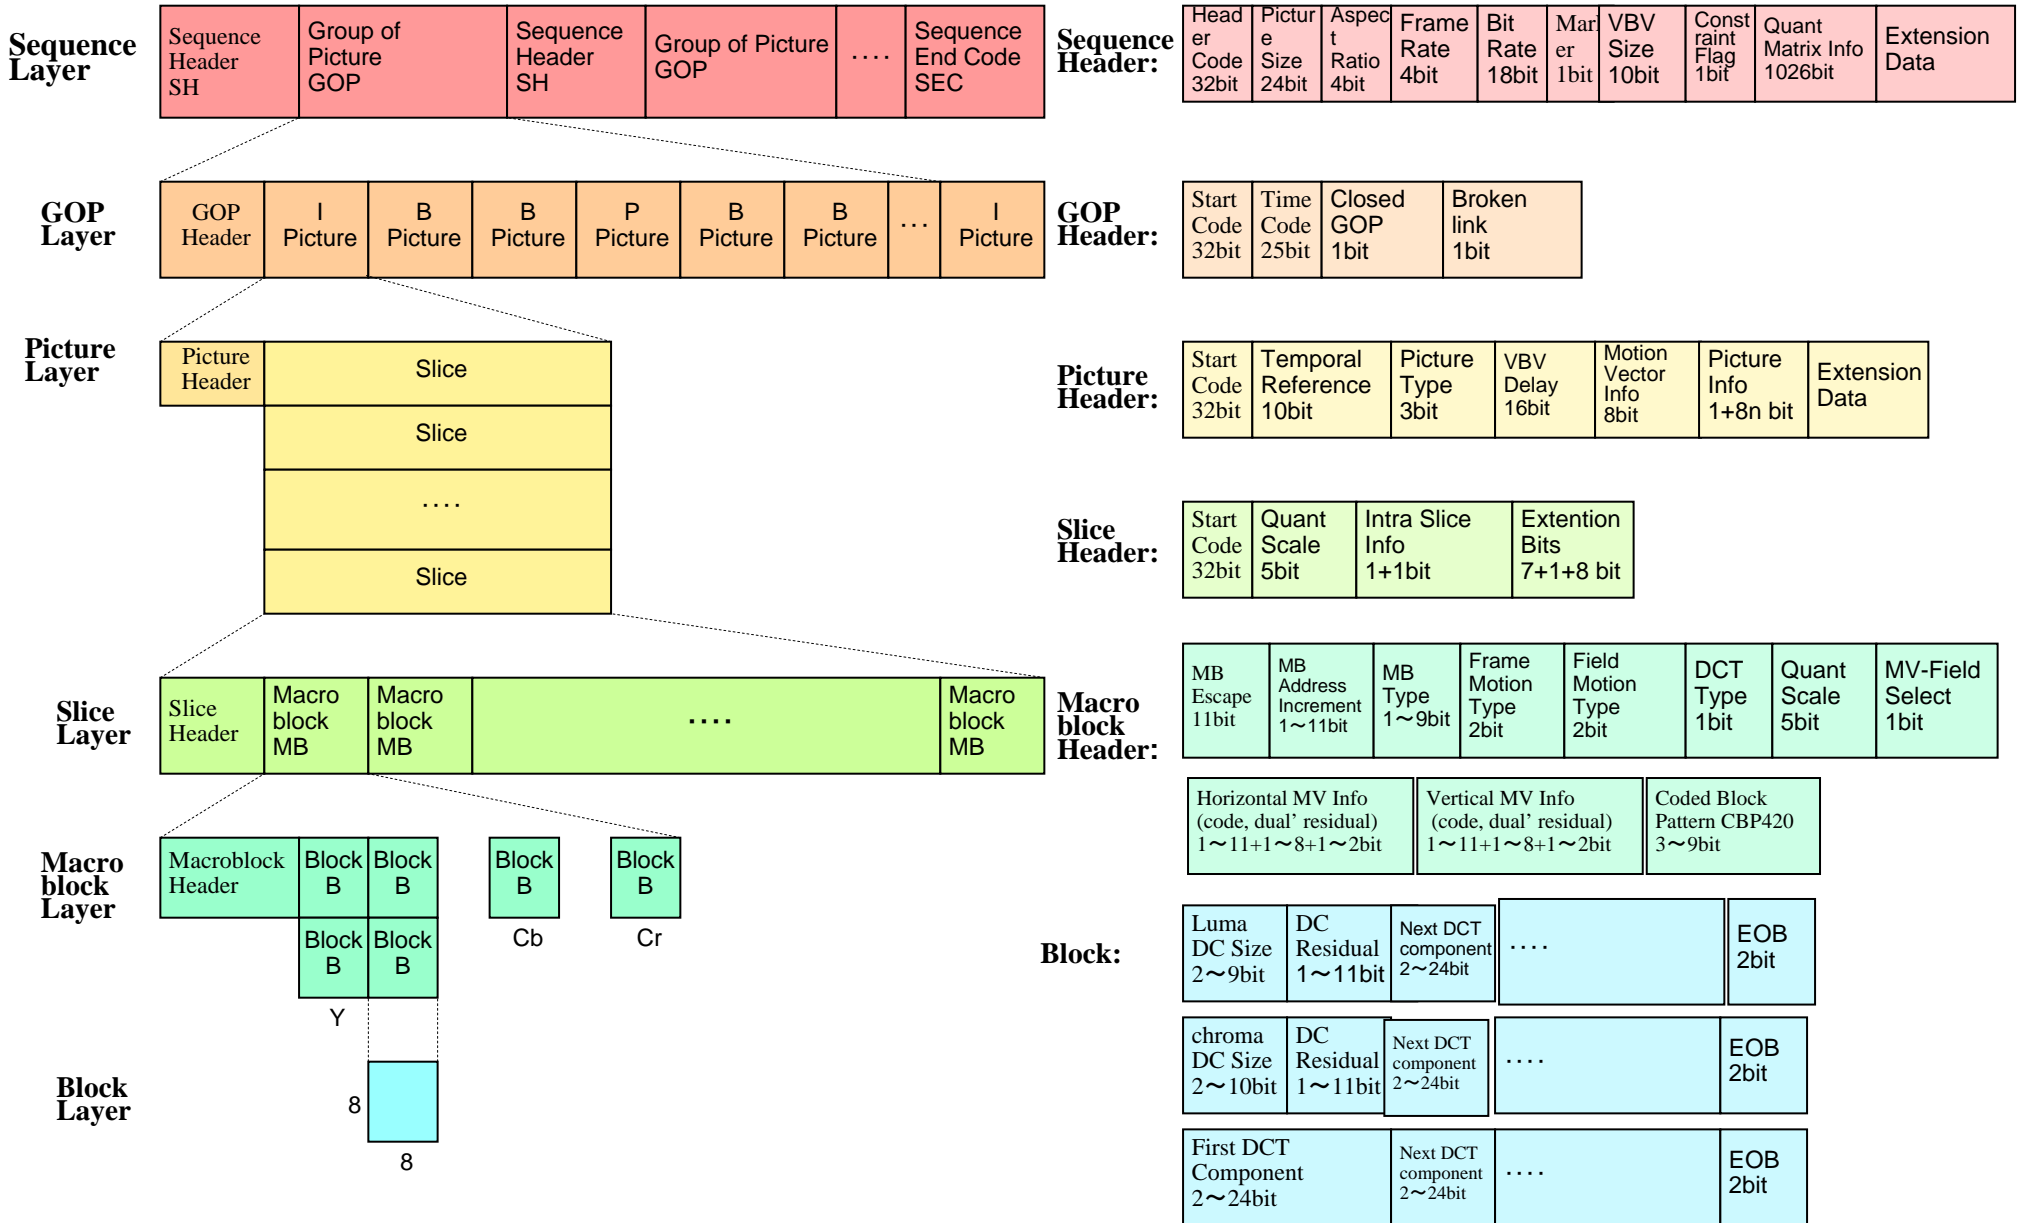 Sequence
Layer
Sequence
Header
SH
Group of
Picture
GOP
Sequence
Header
SH
Group of Picture
GOP
....
Sequence
End Code
SEC
Sequence
Header:
Head
er
Code
32bit
Pictur
e
Size
24bit
Aspec
t
Ratio
4bit
Frame
Rate
4bit
Bit
Rate
18bit
Mark
er
1bit
VBV
Size
10bit
Const
raint
Flag
1bit
Quant
Matrix Info
1026bit
Extension
Data
GOP
Layer
GOP
Header
I
Picture
B
Picture
B
Picture
P
Picture
B
Picture
B
Picture
...
I
Picture
GOP
Header:
Start
Code
32bit
Time
Code
25bit
Closed
GOP
1bit
Broken
link
1bit
Picture
Layer
Picture
Header
Slice
Slice
....
Slice
Picture
Header:
Start
Code
32bit
Temporal
Reference
10bit
Picture
Type
3bit
VBV
Delay
16bit
Motion
Vector
Info
8bit
Picture
Info
1+8n bit
Extension
Data
Slice
Header:
Start
Code
32bit
Quant
Scale
5bit
Intra Slice
Info
1+1bit
Extention
Bits
7+1+8 bit
Slice
Layer
Slice
Header
Macro
block
MB
Macro
block
MB
....
Macro
block
MB
Macro
block
Header:
MB
Escape
11bit
MB
Address
Increment
1～11bit
MB
Type
1～9bit
Frame
Motion
Type
2bit
Field
Motion
Type
2bit
DCT
Type
1bit
Quant
Scale
5bit
MV-Field
Select
1bit
Horizontal MV Info
(code, dual’ residual)
1～11+1～8+1～2bit
Vertical MV Info
(code, dual’ residual)
1～11+1～8+1～2bit
Coded Block
Pattern CBP420
3～9bit
Macro
block
Layer
Macroblock
Header
Block
B
Block
B
Block
B
Block
B
Y
Block
B
Cb
Block
B
Cr
Block:
Luma
DC Size
2～9bit
DC
Residual
1～11bit
Next DCT
component
2～24bit
....
EOB
2bit
chroma
DC Size
2～10bit
DC
Residual
1～11bit
Next DCT
component
2～24bit
....
EOB
2bit
Block
Layer
8
8
First DCT
Component
2～24bit
Next DCT
component
2～24bit
....
EOB
2bit